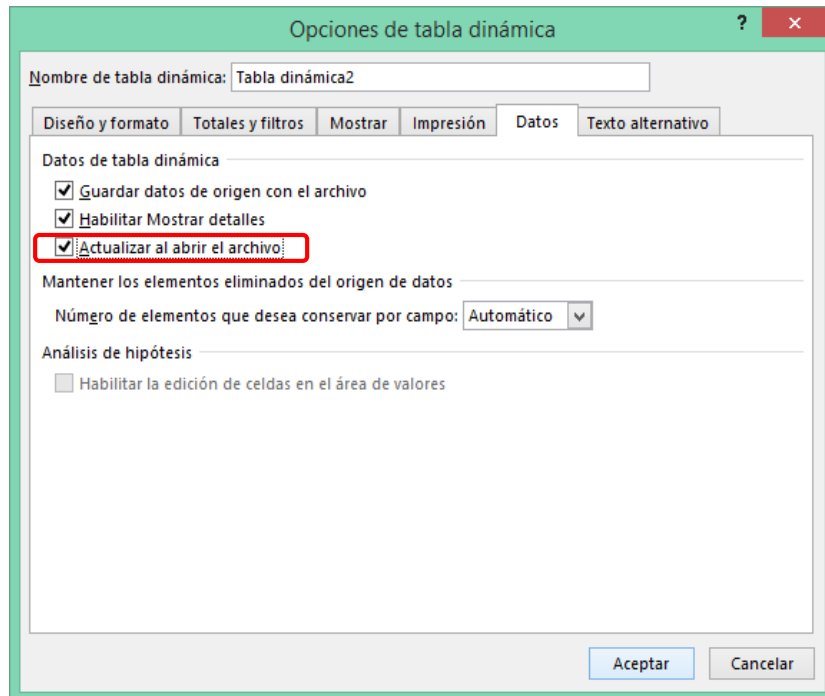 Opciones de tabla dinámica
?
×
Nombre de tabla dinámica: Tabla dinámica2
Diseño y formato Totales y filtros Mostrar Impresión Datos Texto alternativo
Datos de tabla dinámica
Guardar datos de origen con el archivo
Habilitar Mostrar detalles
Actualizar al abrir el archivo
Mantener los elementos eliminados del origen de datos
Número de elementos que desea conservar por campo: Automático
Análisis de hipótesis
Habilitar la edición de celdas en el área de valores
Aceptar Cancelar